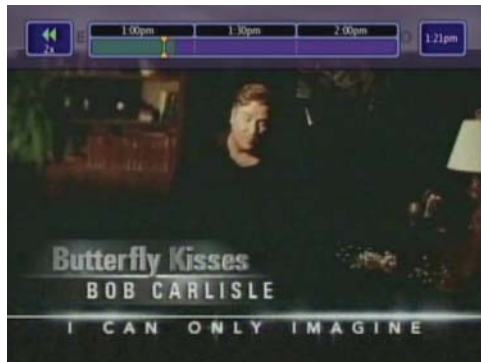 2x
1:00pm 1:30pm 2:00pm
1:21pm
Butterfly Kisses
BOB CARLISLE
I CAN ONLY IMAGINE